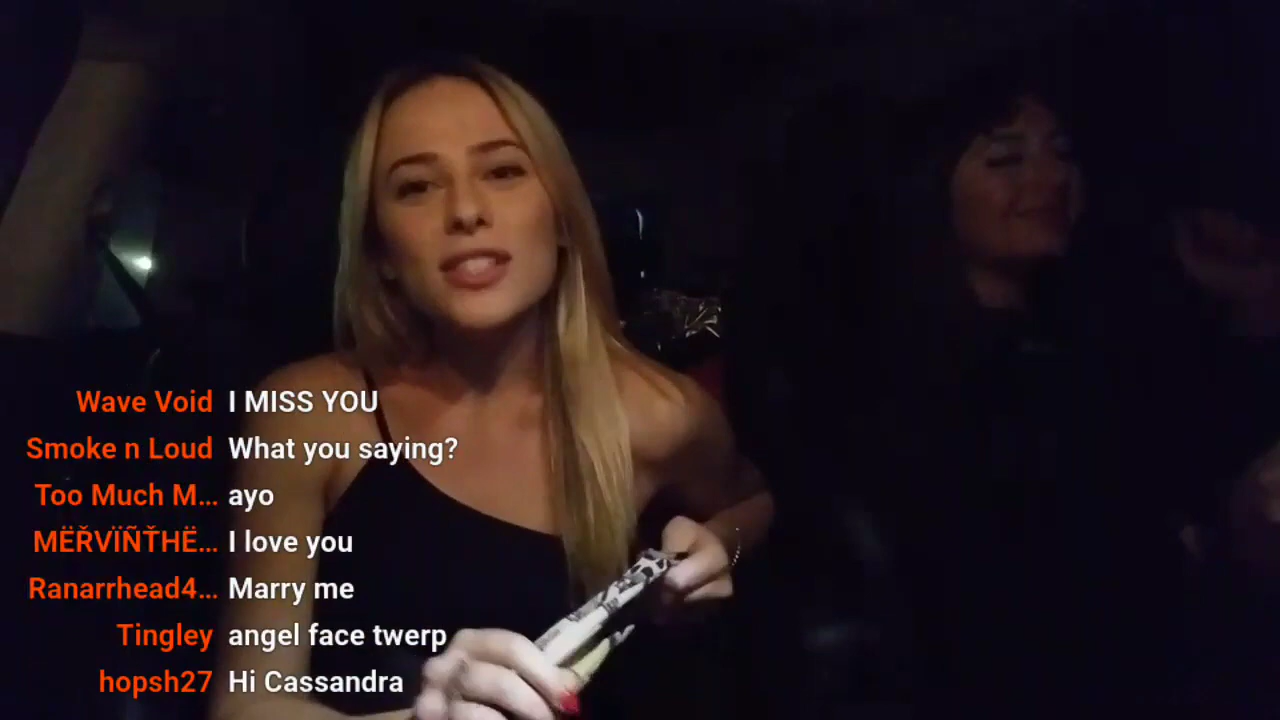 Wave Void I MISS YOU
Smoke n Loud What you saying?
Too Much M... ayo
MËŘVÏÑŤHË... I love you
Ranarrhead4... Marry me
Tingley angel face twerp
hopsh27 Hi Cassandra